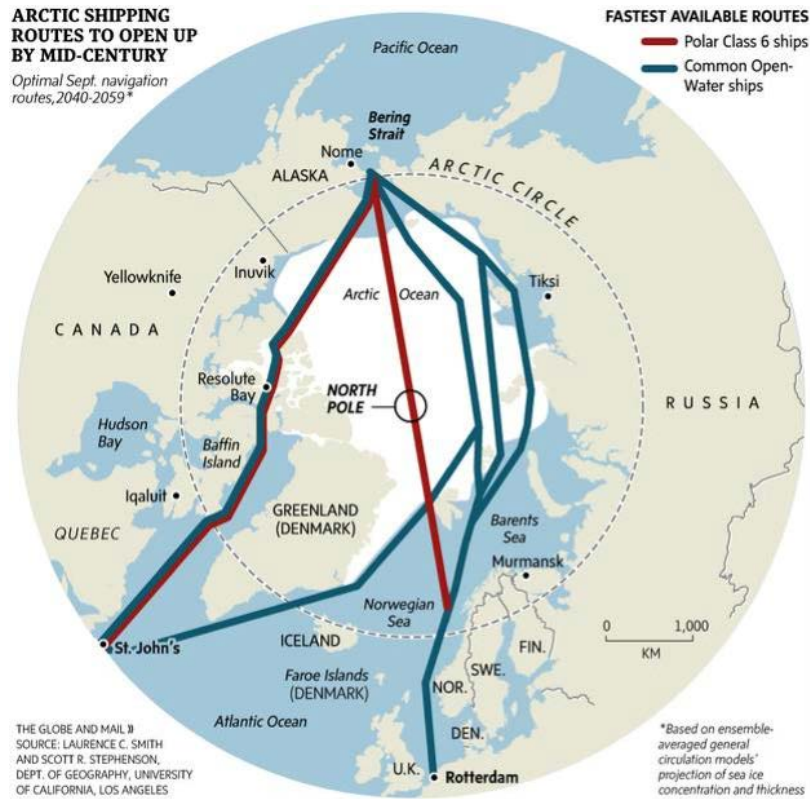 ARCTIC SHIPPING
ROUTES TO OPEN UP
BY MID-CENTURY
Optimal Sept. navigation
routes, 2040-2059*
FASTEST AVAILABLE ROUTES
Polar Class 6 ships
Common Open-
Water ships
Pacific Ocean
Bering
Strait
Nome
ALASKA
ARCTIC CIRCLE
Inuvik
Yellowknife
Arctic Ocean
Tiksi
CANADA
Resolute
Bay
NORTH
POLE
RUSSIA
Hudson
Bay
Baffin
Island
Iqaluit
GREENLAND
(DENMARK)
QUEBEC
Barents
Sea
Murmansk
Norwegian
Sea
0 1,000
KM
St. John's
ICELAND
FIN.
SWE.
Faroe Islands
(DENMARK)
NOR.
Atlantic Ocean
DEN.
U.K.
Rotterdam
THE GLOBE AND MAIL »
SOURCE: LAURENCE C. SMITH
AND SCOTT R. STEPHENSON,
DEPT. OF GEOGRAPHY, UNIVERSITY
OF CALIFORNIA, LOS ANGELES
*Based on ensemble-
averaged general
circulation models'
projection of sea ice
concentration and thickness